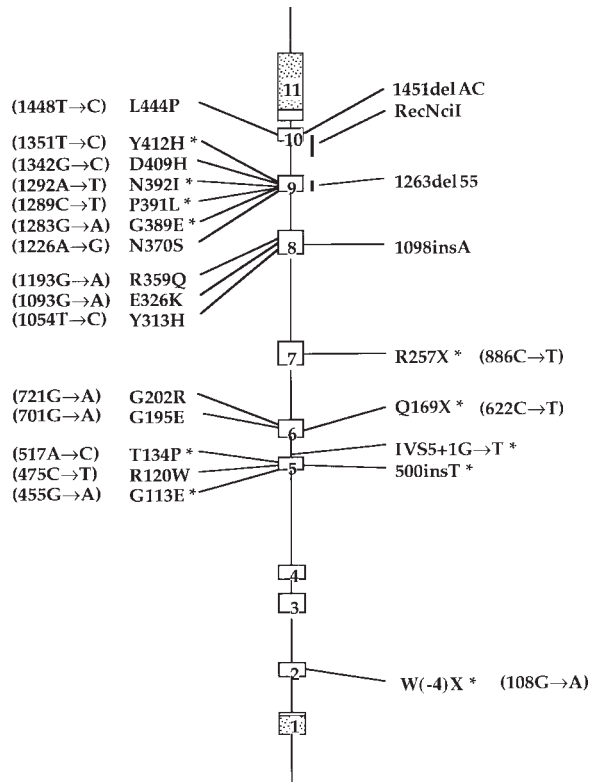 11
(1448T→C) L444P
10
1451del AC
RecNciI
(1351T→C) Y412H *
(1342G→C) D409H
(1292A→T) N392I *
(1289C→T) P391L *
(1283G→A) G389E *
(1226A→G) N370S
9
1263del 55
8
1098insA
(1193G→A) R359Q
(1093G→A) E326K
(1054T→C) Y313H
7
R257X * (886C→T)
(721G→A) G202R
(701G→A) G195E
6
Q169X * (622C→T)
(517A→C) T134P *
(475C→T) R120W
(455G→A) G113E *
5
IVS5+1G→T *
500insT *
4
3
2
W(-4)X * (108G→A)
1